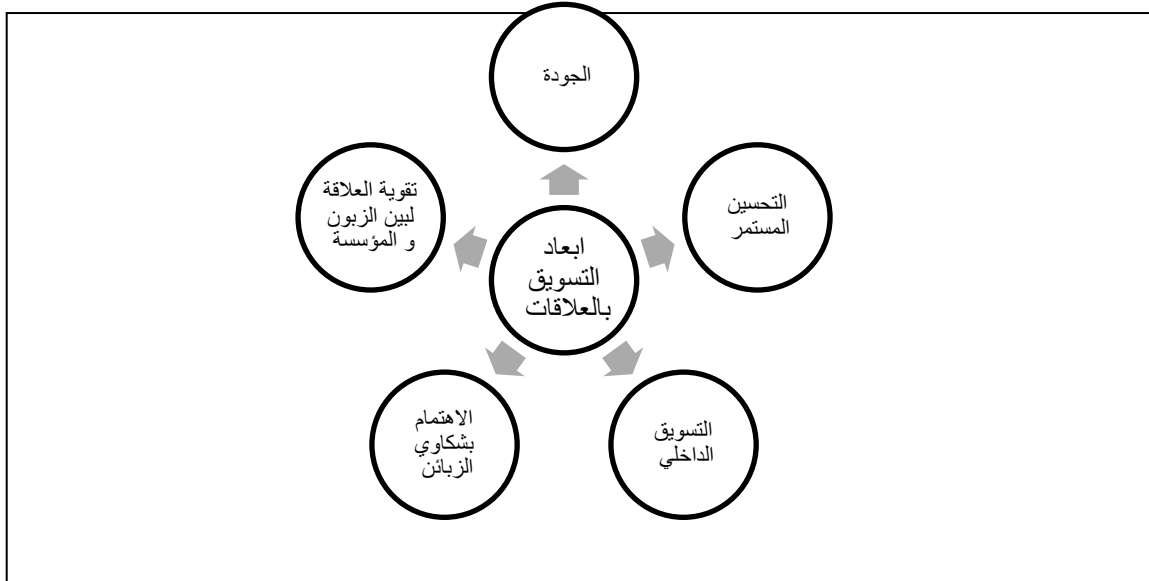 الجودة
التحسين
المستمر
التسويق
الداخلي
الاهتمام
بشكاوي
الزبائن
تقوية العلاقة
لبين الزبون
و المؤسسة
ابعاد
التسويق
بالعلاقات